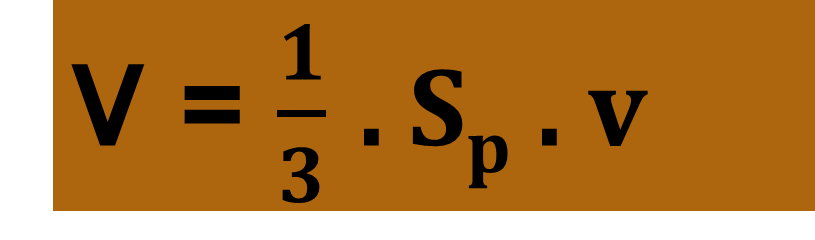 V = 1/3 . Sₚ . v